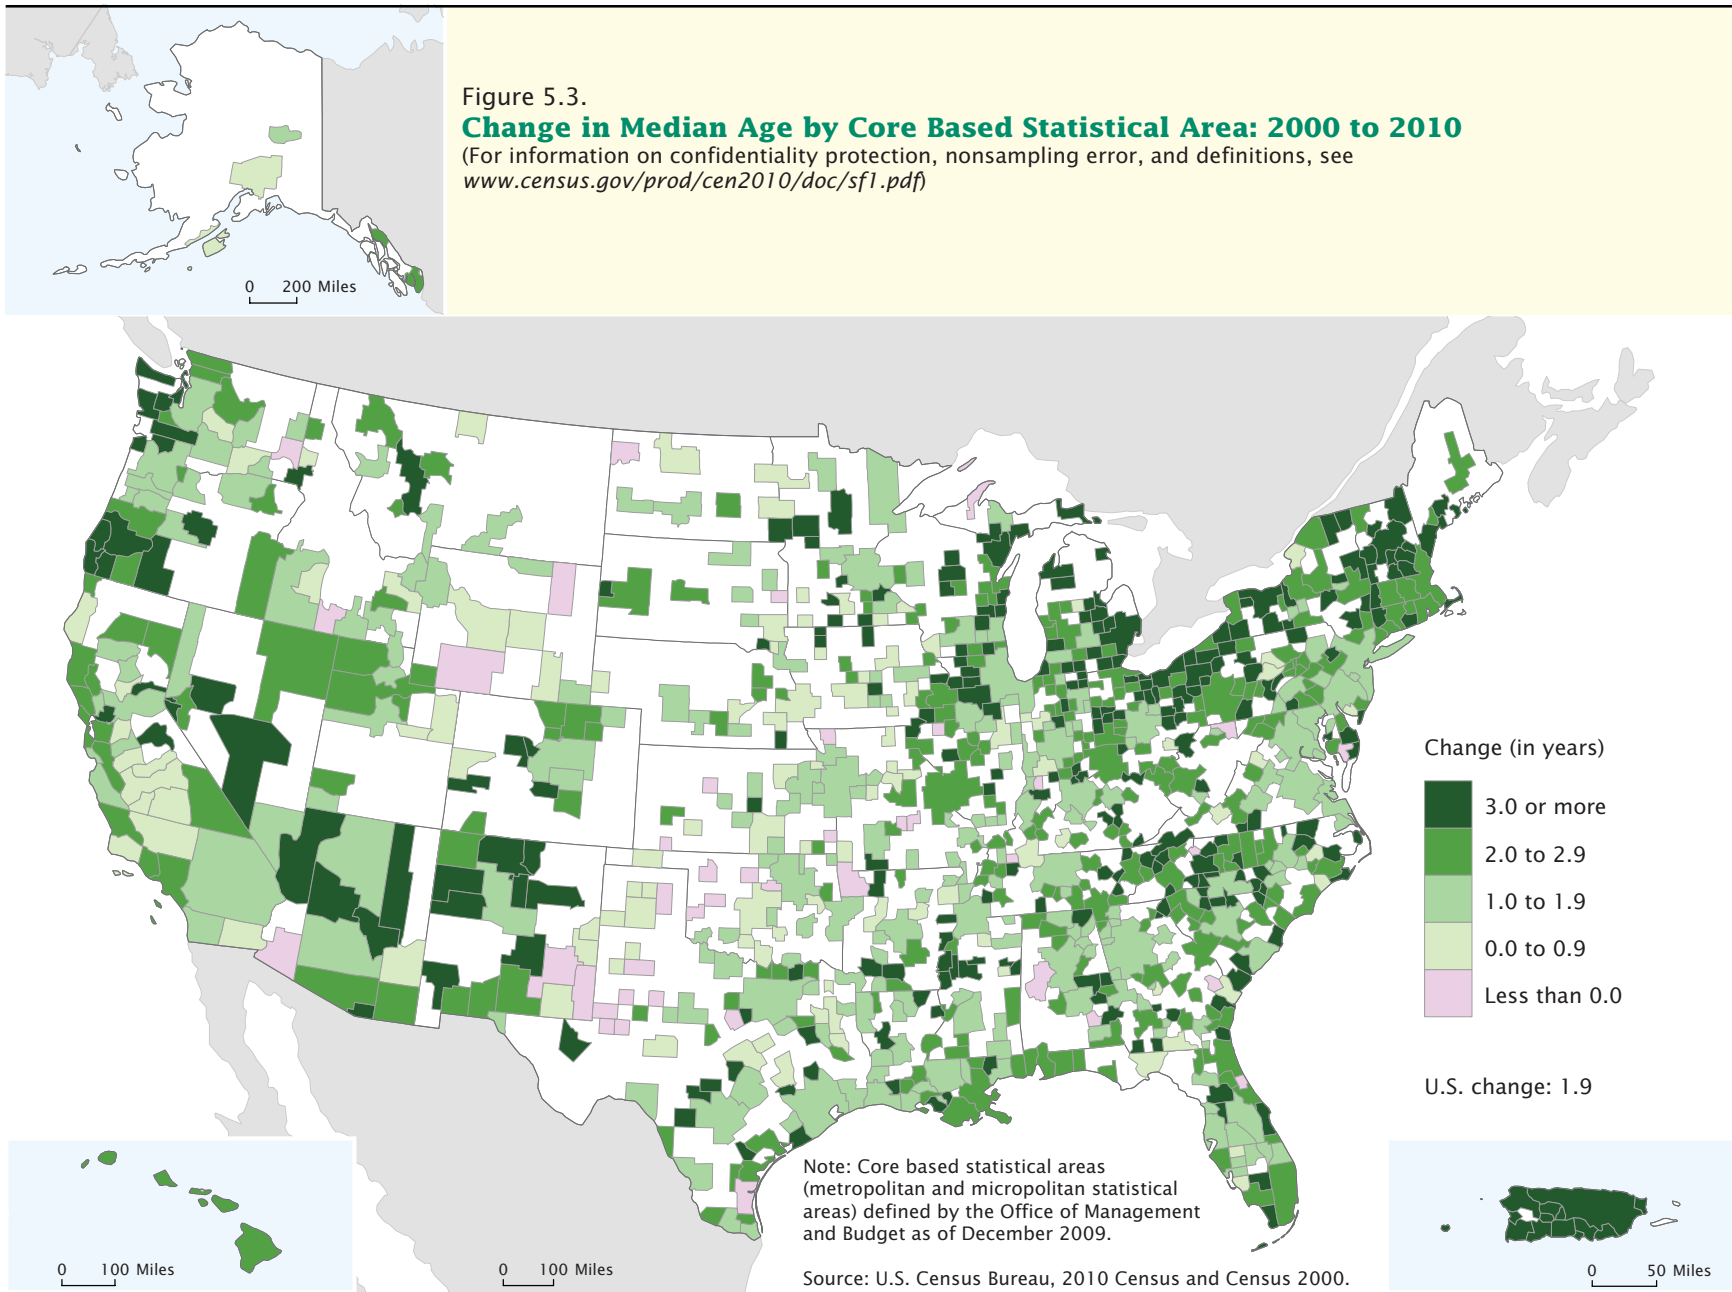 Figure 5.3.
Change in Median Age by Core Based Statistical Area: 2000 to 2010
(For information on confidentiality protection, nonsampling error, and definitions, see
www.census.gov/prod/cen2010/doc/sf1.pdf)
0 200 Miles
Change (in years)
3.0 or more
2.0 to 2.9
1.0 to 1.9
0.0 to 0.9
Less than 0.0
U.S. change: 1.9
Note: Core based statistical areas
(metropolitan and micropolitan statistical
areas) defined by the Office of Management
and Budget as of December 2009.
Source: U.S. Census Bureau, 2010 Census and Census 2000.
0 100 Miles
0 100 Miles
0 50 Miles